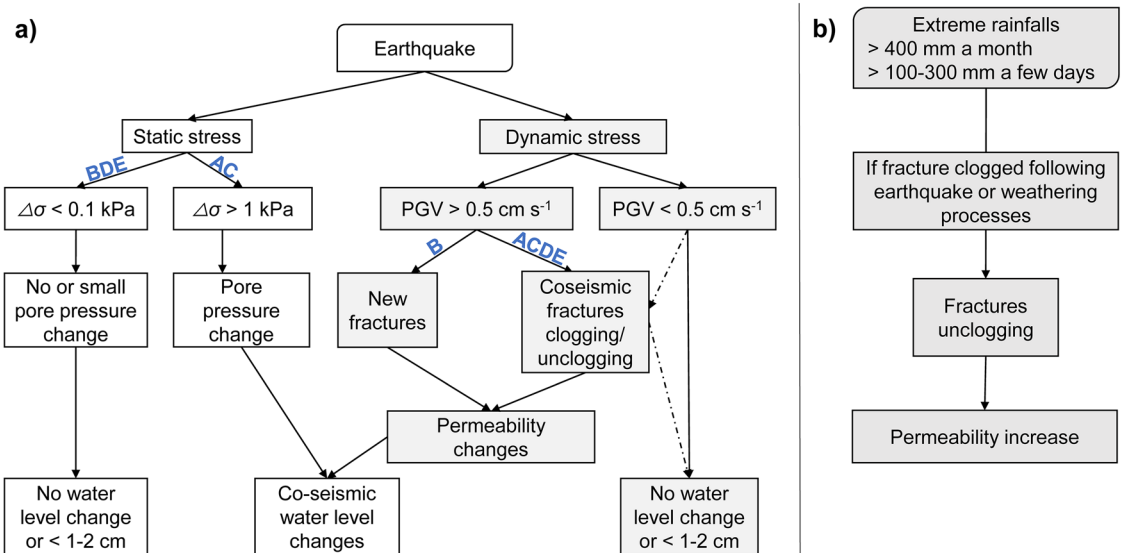 a)
Earthquake
Static stress
Dynamic stress
BDE
AC
Δσ < 0.1 kPa
Δσ > 1 kPa
PGV > 0.5 cm s⁻¹
PGV < 0.5 cm s⁻¹
B
ACDE
No or small
pore pressure
change
Pore
pressure
change
New
fractures
Coseismic
fractures
clogging/
unclogging
Permeability
changes
No water
level change
or < 1-2 cm
Co-seismic
water level
changes
No water
level change
or < 1-2 cm
b)
Extreme rainfalls
> 400 mm a month
> 100-300 mm a few days
If fracture clogged following
earthquake or weathering
processes
Fractures
unclogging
Permeability increase